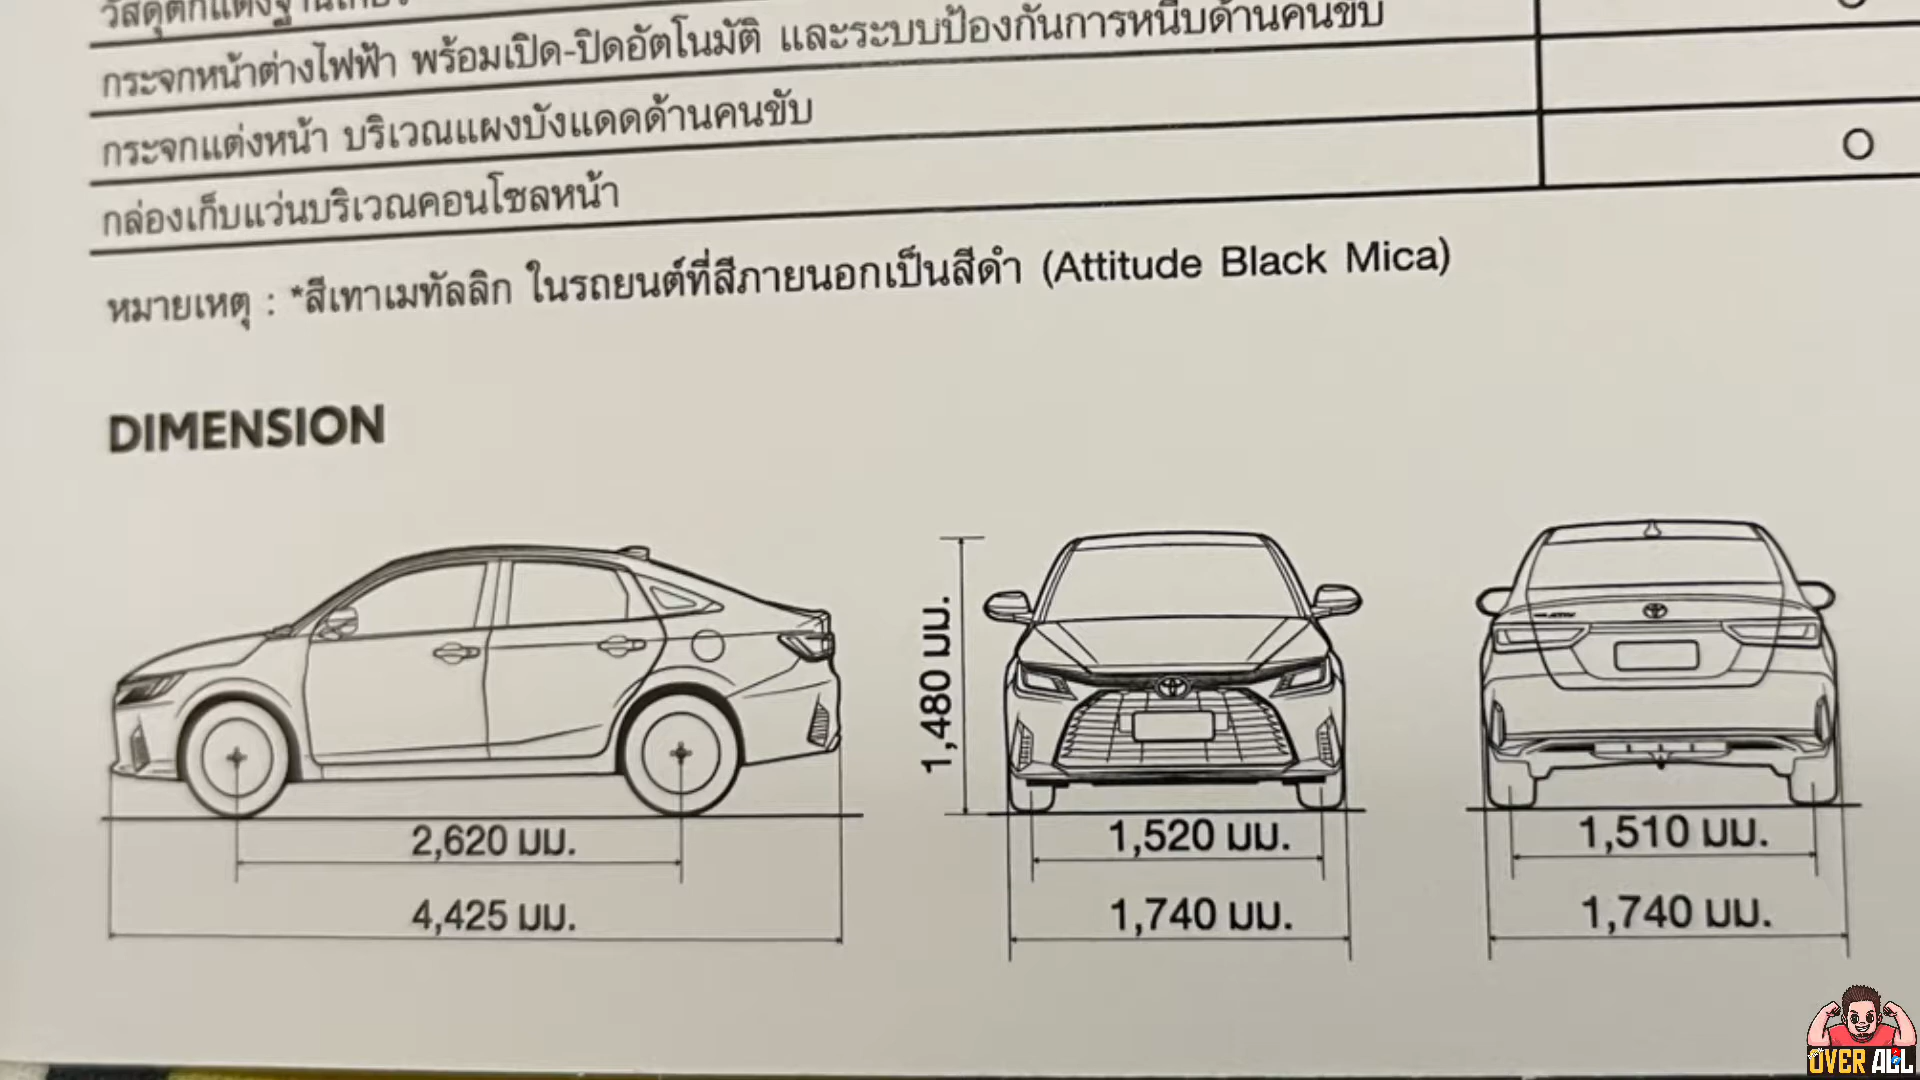 กระจกหน้าต่างไฟฟ้า พร้อมเปิด-ปิดอัตโนมัติ และระบบป้องกันการหนีบด้านคนขับ
กระจกแต่งหน้า บริเวณแผงบังแดดด้านคนขับ
กล่องเก็บแว่นบริเวณคอนโซลหน้า
หมายเหตุ : *สีเทาเมทัลลิก ในรถยนต์ที่สีภายนอกเป็นสีดำ (Attitude Black Mica)
DIMENSION
1,480 มม.
2,620 มม.
1,520 มม.
1,510 มม.
4,425 มม.
1,740 มม.
1,740 มม.
OVER ALL